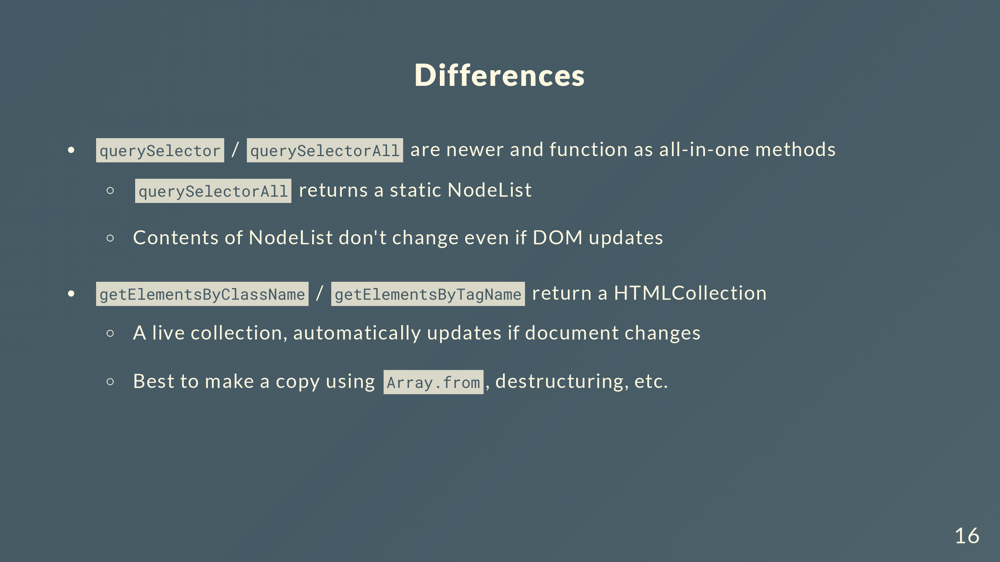 Differences
• querySelector / querySelectorAll are newer and function as all-in-one methods
○ querySelectorAll returns a static NodeList
○ Contents of NodeList don't change even if DOM updates
• getElementsByClassName / getElementsByTagName return a HTMLCollection
○ A live collection, automatically updates if document changes
○ Best to make a copy using Array.from, destructuring, etc.
16